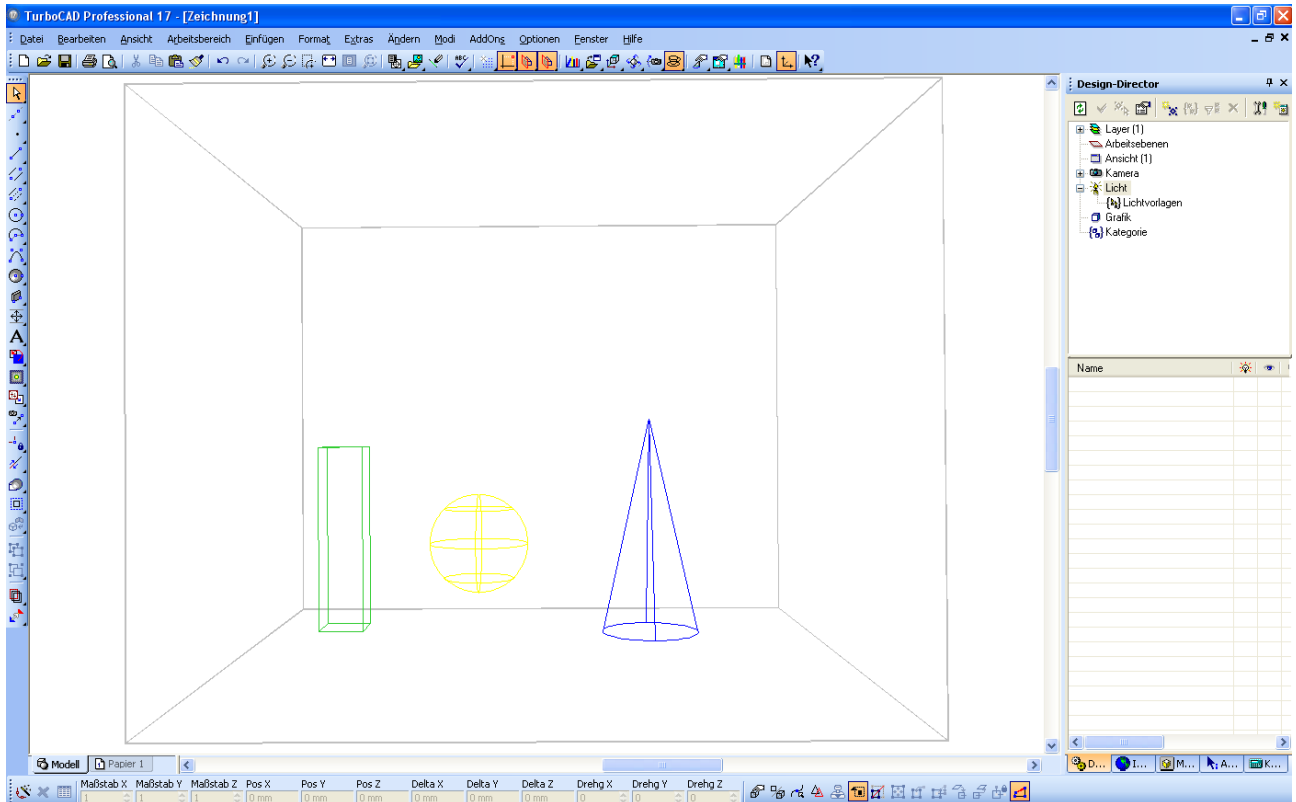 TurboCAD Professional 17 - [Zeichnung1]
Datei Bearbeiten Ansicht Arbeitsbereich Einfügen Format Extras Ändern Modi AddOns Optionen Fenster Hilfe
Design-Director
Layer (1)
Arbeitsebenen
Ansicht (1)
Kamera
Licht
Lichtvorlagen
Grafik
Kategorie
Name
Modell Papier 1
D... I... M... A... K...
Maßstab X Maßstab Y Maßstab Z Pos X Pos Y Pos Z Delta X Delta Y Delta Z Drehg X Drehg Y Drehg Z
1 1 1 0 mm 0 mm 0 mm 0 mm 0 mm 0 mm 0 0 0